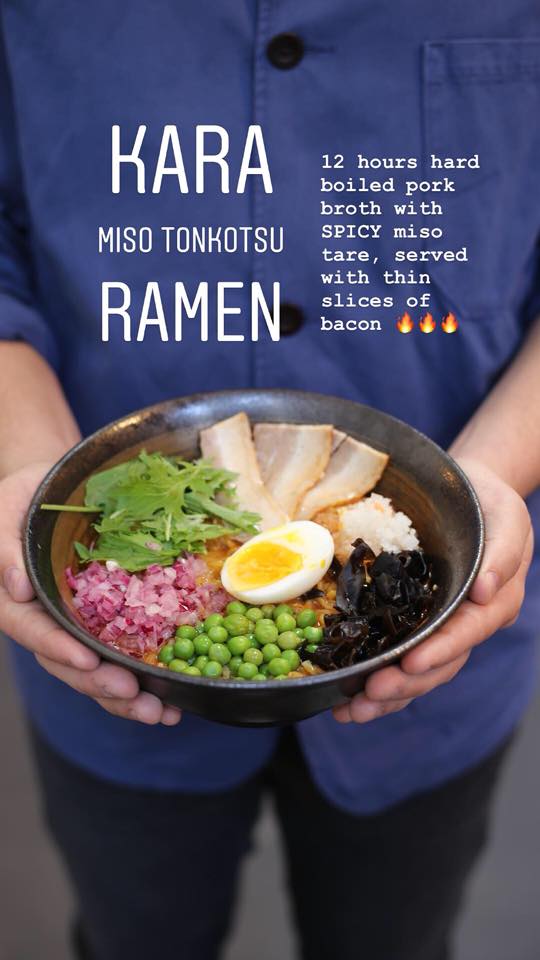 KARA
MISO TONKOTSU
RAMEN
12 hours hard
boiled pork
broth with
SPICY miso
tare, served
with thin
slices of
bacon 🔥🔥🔥